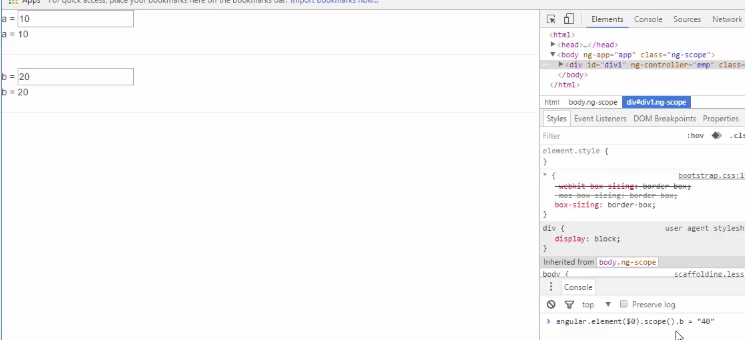 Apps For quick access, place your bookmarks here on the bookmarks bar. Import bookmarks now...
a = 10
a = 10
b = 20
b = 20
Elements Console Sources Network
<html>
▶<head>…</head>
▼<body ng-app="app" class="ng-scope">
▶<div id="div1" ng-controller="emp" class=
</body>
</html>
html body.ng-scope div#div1.ng-scope
Styles Event Listeners DOM Breakpoints Properties
Filter :hov .cls
element.style {
}
* { bootstrap.css:1
-webkit-box-sizing: border-box;
-moz-box-sizing: border-box;
box-sizing: border-box;
}
div { user agent stylesh
display: block;
}
Inherited from body.ng-scope
body { scaffolding.less
Console
top ▼ Preserve log
> angular.element($0).scope().b = "40"